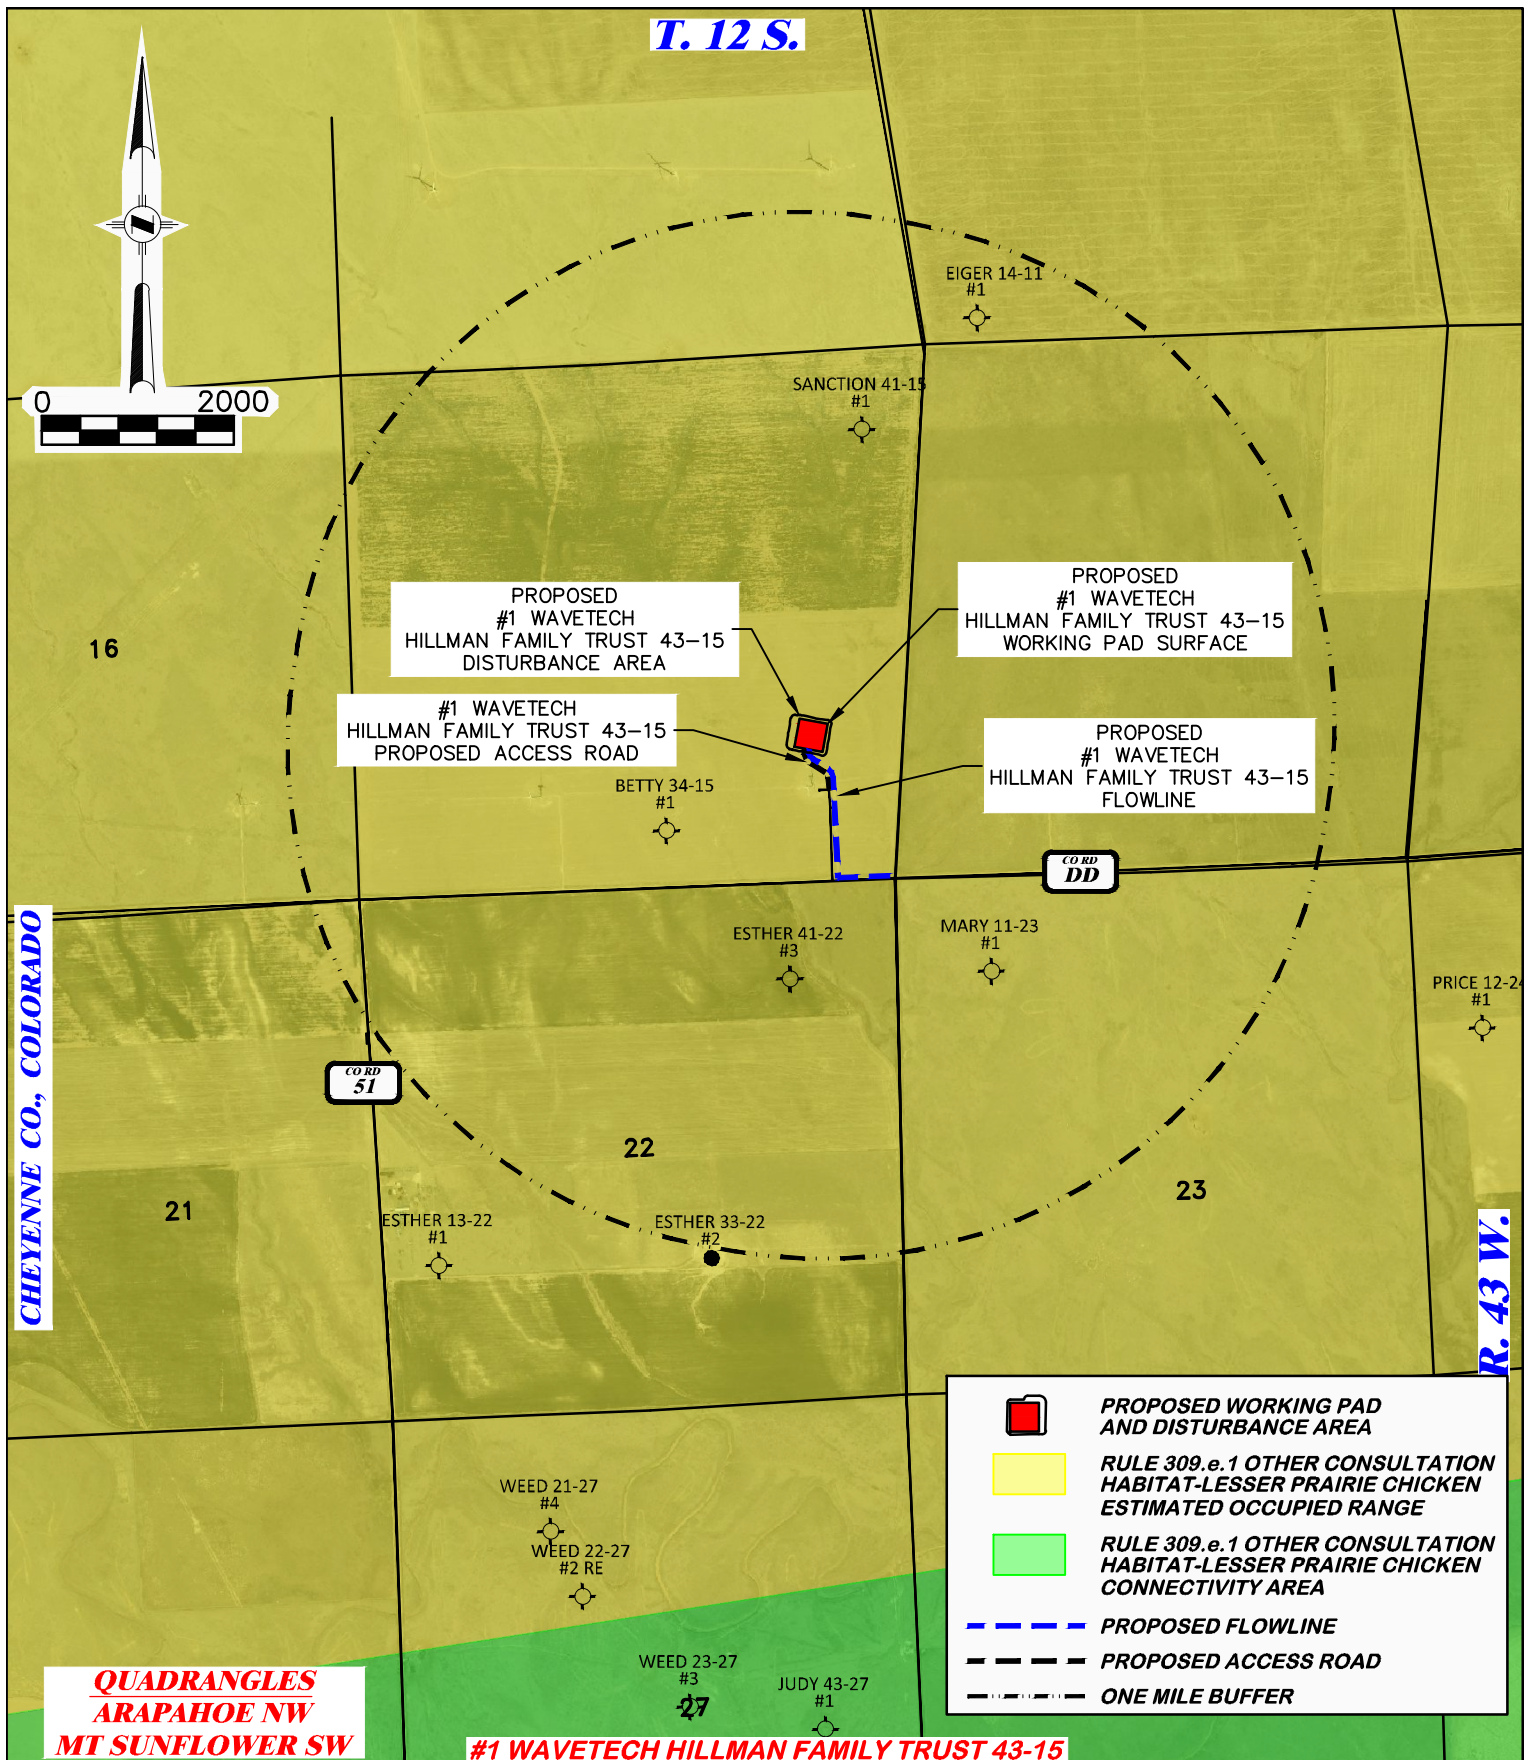 T. 12 S.
0 2000
EIGER 14-11
#1
SANCTION 41-15
#1
PROPOSED
#1 WAVETECH
HILLMAN FAMILY TRUST 43-15
DISTURBANCE AREA
PROPOSED
#1 WAVETECH
HILLMAN FAMILY TRUST 43-15
WORKING PAD SURFACE
16
#1 WAVETECH
HILLMAN FAMILY TRUST 43-15
PROPOSED ACCESS ROAD
PROPOSED
#1 WAVETECH
HILLMAN FAMILY TRUST 43-15
FLOWLINE
BETTY 34-15
#1
CO RD
DD
CHEYENNE CO., COLORADO
ESTHER 41-22
#3
MARY 11-23
#1
PRICE 12-24
#1
CO RD
51
22
21
23
ESTHER 13-22
#1
ESTHER 33-22
#2
R. 43 W.
WEED 21-27
#4
WEED 22-27
#2 RE
WEED 23-27
#3
27
JUDY 43-27
#1
PROPOSED WORKING PAD
AND DISTURBANCE AREA
RULE 309.e.1 OTHER CONSULTATION
HABITAT-LESSER PRAIRIE CHICKEN
ESTIMATED OCCUPIED RANGE
RULE 309.e.1 OTHER CONSULTATION
HABITAT-LESSER PRAIRIE CHICKEN
CONNECTIVITY AREA
PROPOSED FLOWLINE
PROPOSED ACCESS ROAD
ONE MILE BUFFER
QUADRANGLES
ARAPAHOE NW
MT SUNFLOWER SW
#1 WAVETECH HILLMAN FAMILY TRUST 43-15